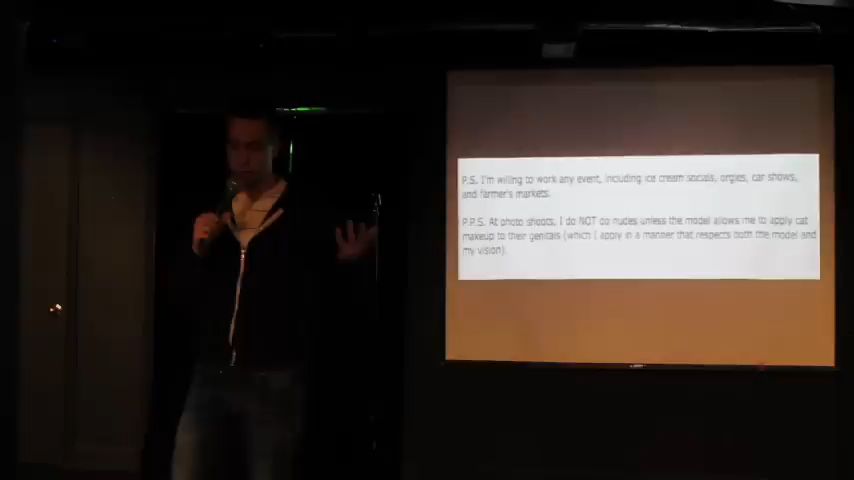 P.S. I'm willing to work any event, including ice cream socials, orgies, car shows,
and farmer's markets.
P.P.S. At photo shoots, I do NOT do nudes unless the model allows me to apply cat
makeup to their genitals (which I apply in a manner that respects both the model and
my vision).